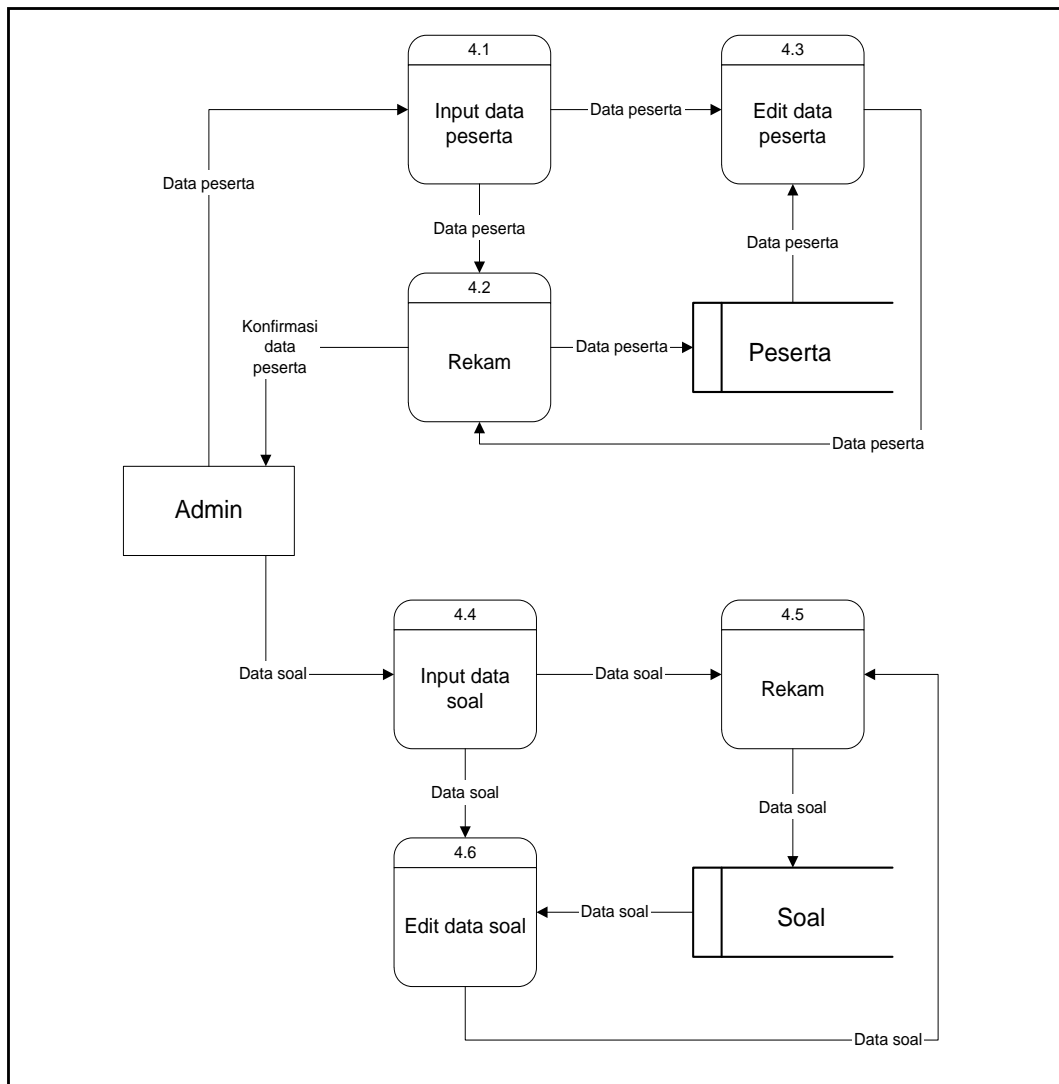 4.1
4.3
Input data
peserta
Data peserta
Edit data
peserta
Data peserta
Data peserta
Data peserta
4.2
Konfirmasi
data
peserta
Rekam
Data peserta
Peserta
Data peserta
Admin
4.4
4.5
Data soal
Input data
soal
Data soal
Rekam
Data soal
Data soal
4.6
Edit data soal
Data soal
Soal
Data soal